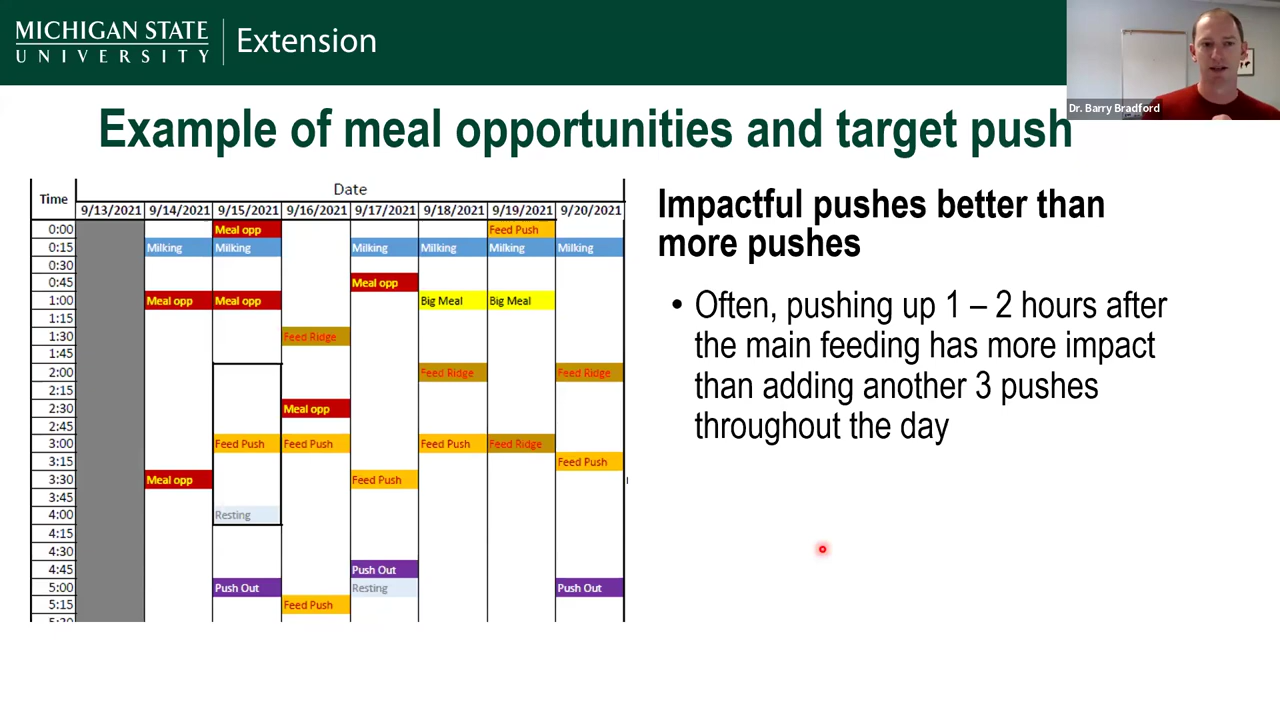 MICHIGAN STATE
UNIVERSITY
Extension
Dr. Barry Bradford
Example of meal opportunities and target push
Date
Time 9/13/2021 9/14/2021 9/15/2021 9/16/2021 9/17/2021 9/18/2021 9/19/2021 9/20/2021
0:00 Meal opp Feed Push
0:15 Milking Milking Milking Milking Milking Milking
0:30
0:45 Meal opp
1:00 Meal opp Meal opp Big Meal Big Meal
1:15
1:30 Feed Ridge
1:45
2:00 Feed Ridge Feed Ridge
2:15
2:30 Meal opp
2:45
3:00 Feed Push Feed Push Feed Push Feed Ridge
3:15 Feed Push
3:30 Meal opp Feed Push
3:45
4:00 Resting
4:15
4:30
4:45 Push Out
5:00 Push Out Resting Push Out
5:15 Feed Push
Impactful pushes better than
more pushes
• Often, pushing up 1 – 2 hours after
the main feeding has more impact
than adding another 3 pushes
throughout the day